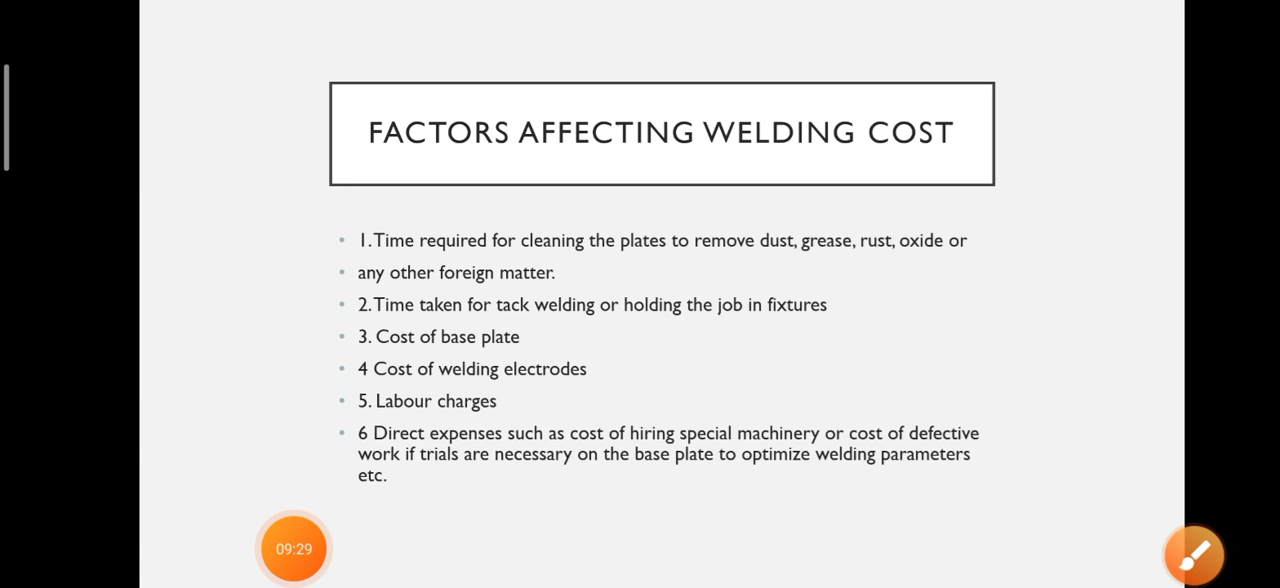 FACTORS AFFECTING WELDING COST
• 1. Time required for cleaning the plates to remove dust, grease, rust, oxide or
• any other foreign matter.
• 2. Time taken for tack welding or holding the job in fixtures
• 3. Cost of base plate
• 4 Cost of welding electrodes
• 5. Labour charges
• 6 Direct expenses such as cost of hiring special machinery or cost of defective
work if trials are necessary on the base plate to optimize welding parameters
etc.
09:29